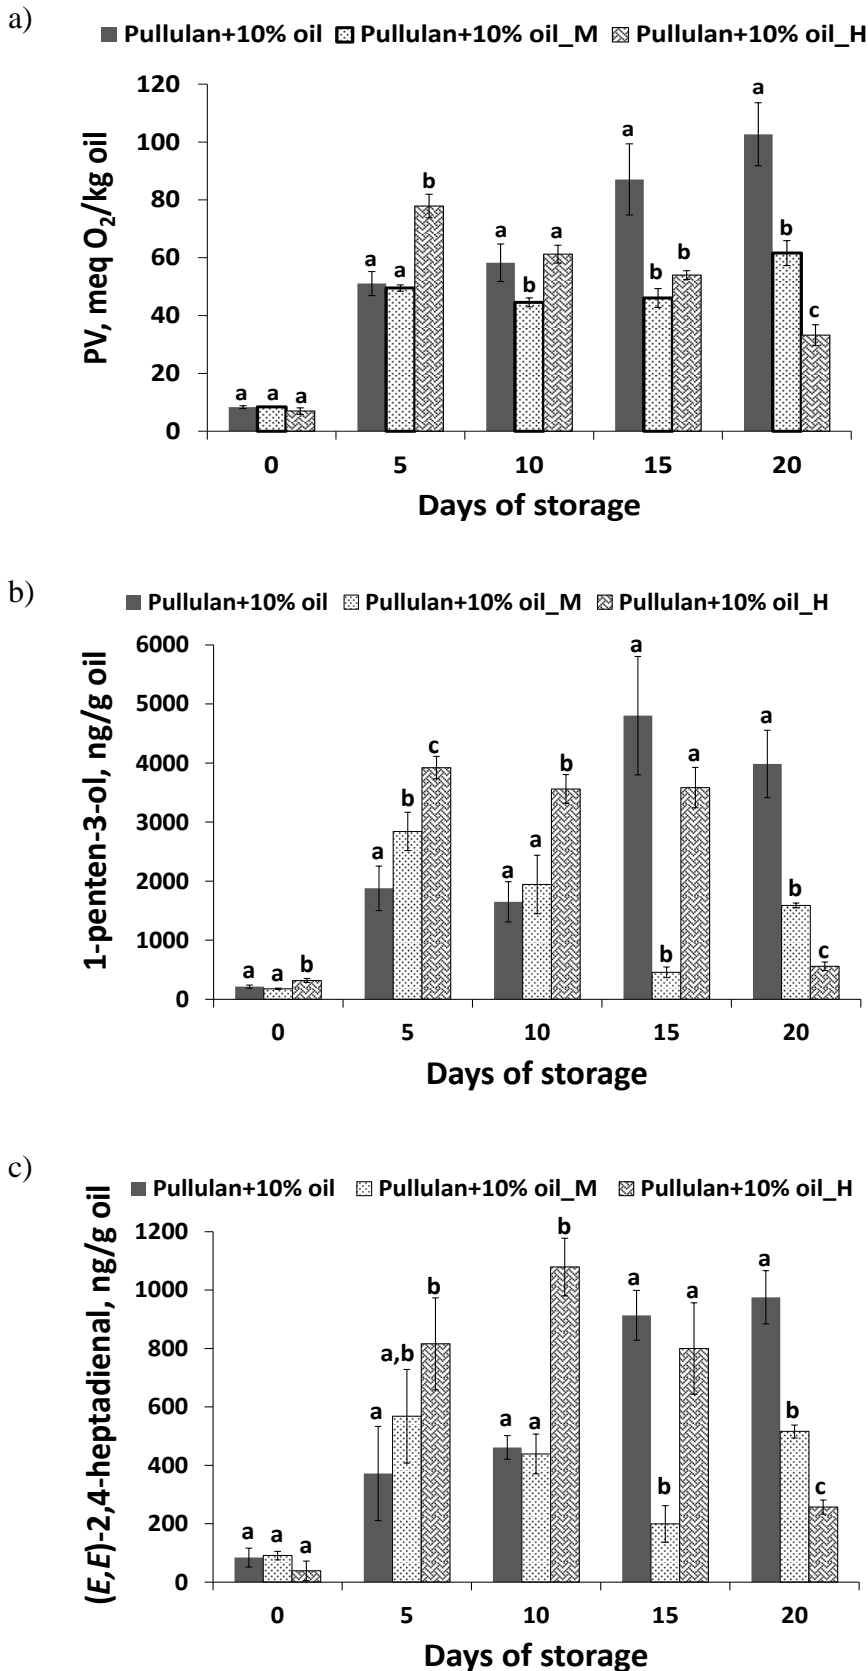 a)
Pullulan+10% oil Pullulan+10% oil_M Pullulan+10% oil_H
PV, meq O₂/kg oil
120
100
80
60
40
20
0
a a a
a a b
a b a
a b b
a b c
0 5 10 15 20
Days of storage
b)
Pullulan+10% oil Pullulan+10% oil_M Pullulan+10% oil_H
1-penten-3-ol, ng/g oil
6000
5000
4000
3000
2000
1000
0
a a b
a b c
a a b
a b a
a b c
0 5 10 15 20
Days of storage
c)
Pullulan+10% oil Pullulan+10% oil_M Pullulan+10% oil_H
(E,E)-2,4-heptadienal, ng/g oil
1200
1000
800
600
400
200
0
a a a
a a,b b
a a b
a b a
a b c
0 5 10 15 20
Days of storage